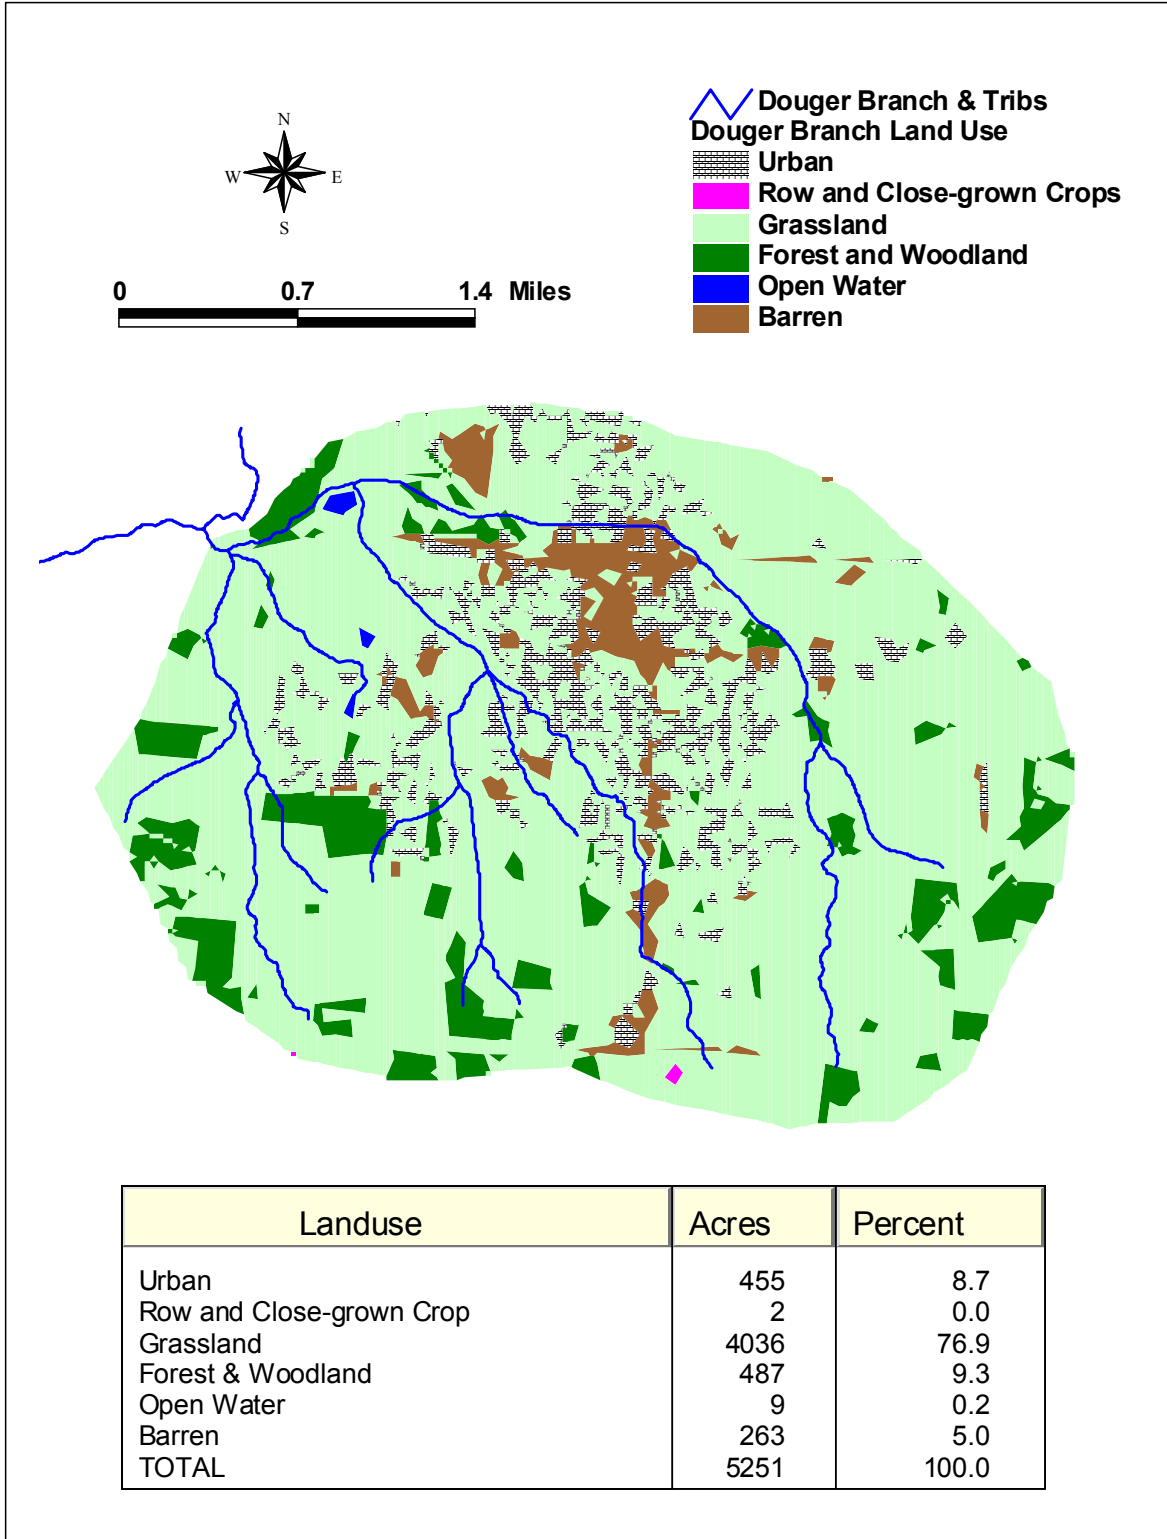 N
W E
S
0 0.7 1.4 Miles
Douger Branch & Tribs
Douger Branch Land Use
Urban
Row and Close-grown Crops
Grassland
Forest and Woodland
Open Water
Barren
Landuse Acres Percent
Urban 455 8.7
Row and Close-grown Crop 2 0.0
Grassland 4036 76.9
Forest & Woodland 487 9.3
Open Water 9 0.2
Barren 263 5.0
TOTAL 5251 100.0